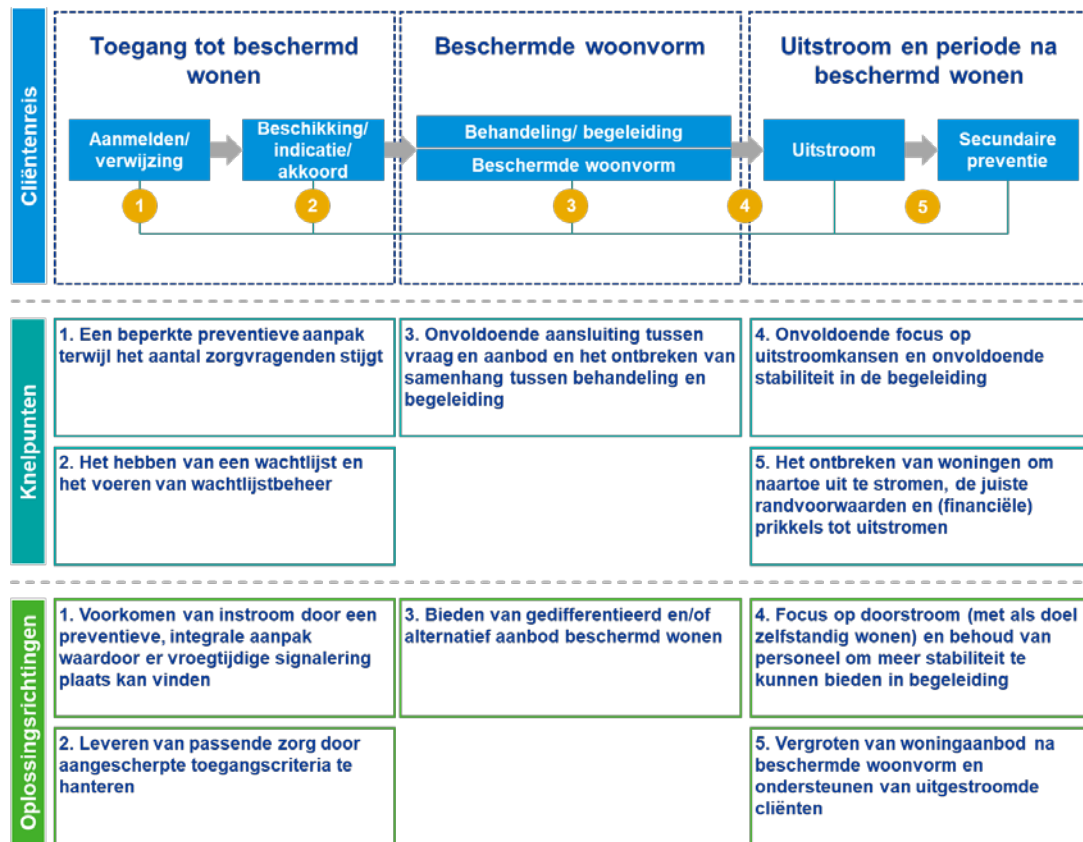 Cliëntenreis
Toegang tot beschermd
wonen
Beschermde woonvorm
Uitstroom en periode na
beschermd wonen
Aanmelden/
verwijzing
Beschikking/
indicatie/
akkoord
Behandeling/ begeleiding
Beschermde woonvorm
Uitstroom
Secundaire
preventie
1
2
3
4
5
Knelpunten
1. Een beperkte preventieve aanpak
terwijl het aantal zorgvragenden stijgt
2. Het hebben van een wachtlijst en
het voeren van wachtlijstbeheer
3. Onvoldoende aansluiting tussen
vraag en aanbod en het ontbreken van
samenhang tussen behandeling en
begeleiding
4. Onvoldoende focus op
uitstroomkansen en onvoldoende
stabiliteit in de begeleiding
5. Het ontbreken van woningen om
naartoe uit te stromen, de juiste
randvoorwaarden en (financiële)
prikkels tot uitstromen
Oplossingsrichtingen
1. Voorkomen van instroom door een
preventieve, integrale aanpak
waardoor er vroegtijdige signalering
plaats kan vinden
2. Leveren van passende zorg door
aangescherpte toegangscriteria te
hanteren
3. Bieden van gedifferentieerd en/of
alternatief aanbod beschermd wonen
4. Focus op doorstroom (met als doel
zelfstandig wonen) en behoud van
personeel om meer stabiliteit te
kunnen bieden in begeleiding
5. Vergroten van woningaanbod na
beschermde woonvorm en
ondersteunen van uitgestroomde
cliënten